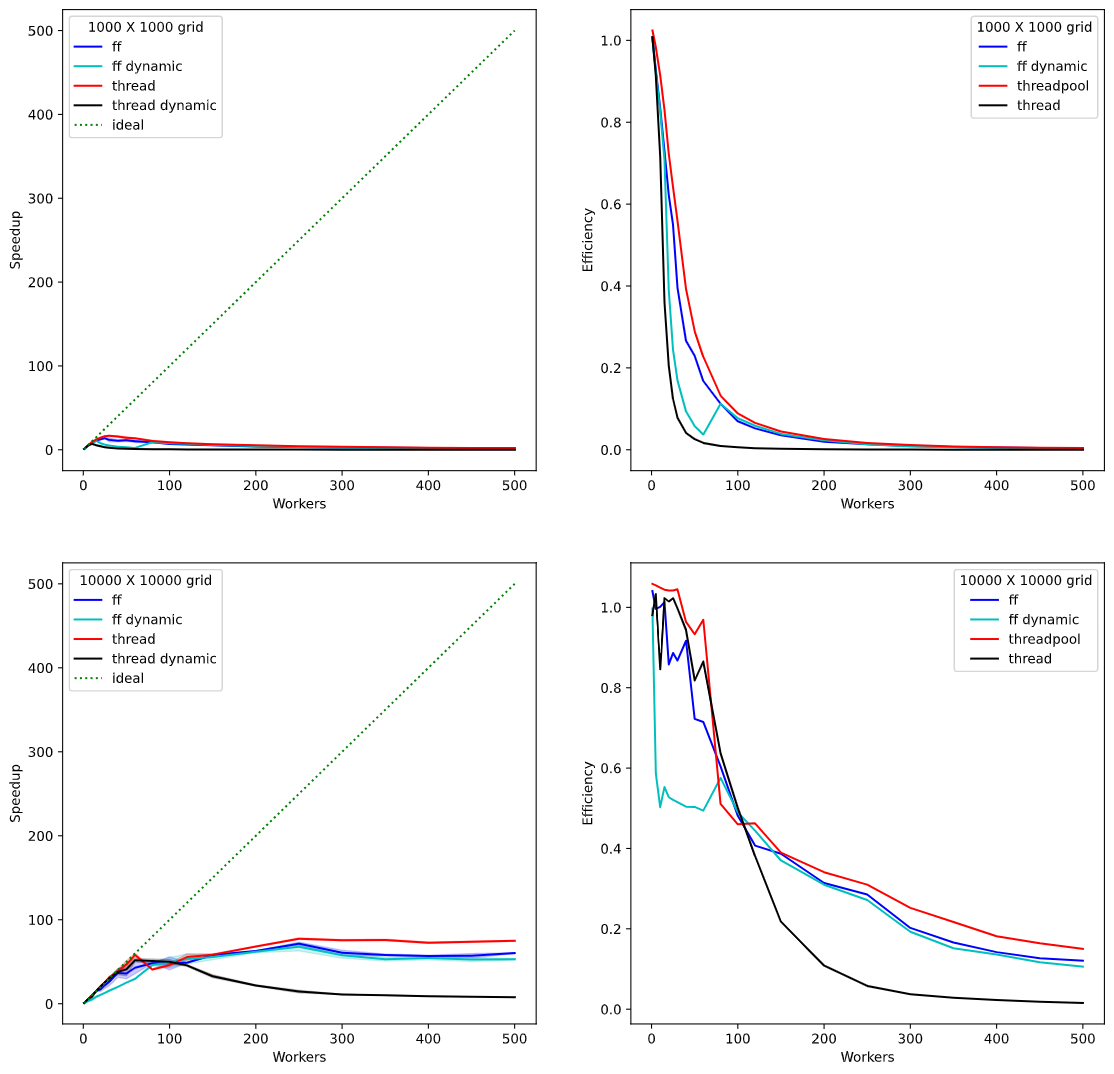 1000 X 1000 grid
ff
ff dynamic
thread
thread dynamic
ideal
500
400
300
200
100
0
Speedup
0 100 200 300 400 500
Workers
1000 X 1000 grid
ff
ff dynamic
threadpool
thread
1.0
0.8
0.6
0.4
0.2
0.0
Efficiency
0 100 200 300 400 500
Workers
10000 X 10000 grid
ff
ff dynamic
thread
thread dynamic
ideal
500
400
300
200
100
0
Speedup
0 100 200 300 400 500
Workers
10000 X 10000 grid
ff
ff dynamic
threadpool
thread
1.0
0.8
0.6
0.4
0.2
0.0
Efficiency
0 100 200 300 400 500
Workers